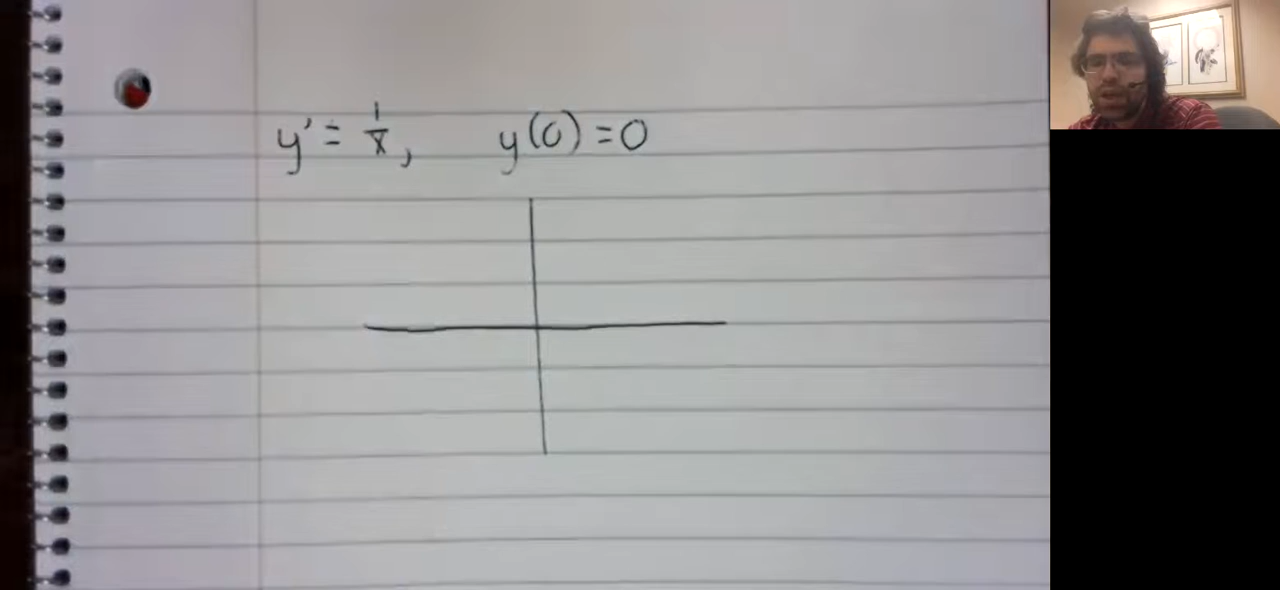 y' = 1/x, y(0) = 0